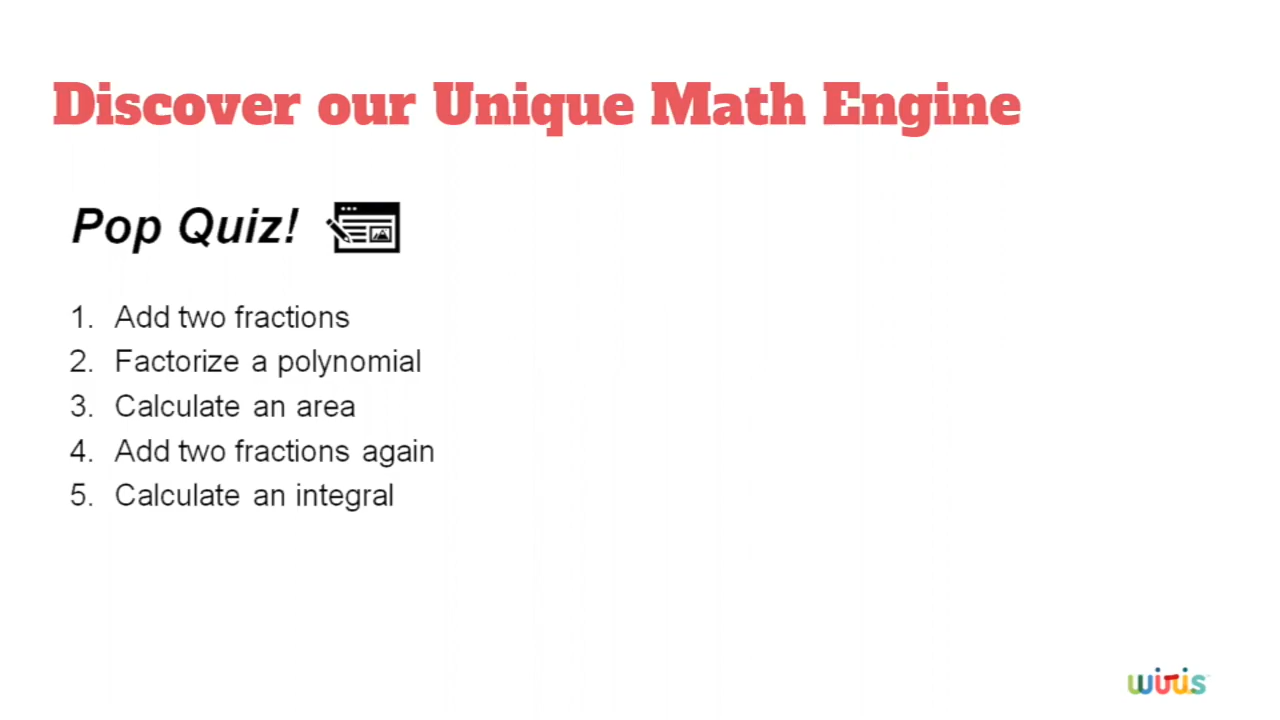 Discover our Unique Math Engine
Pop Quiz!
1. Add two fractions
2. Factorize a polynomial
3. Calculate an area
4. Add two fractions again
5. Calculate an integral
wiris